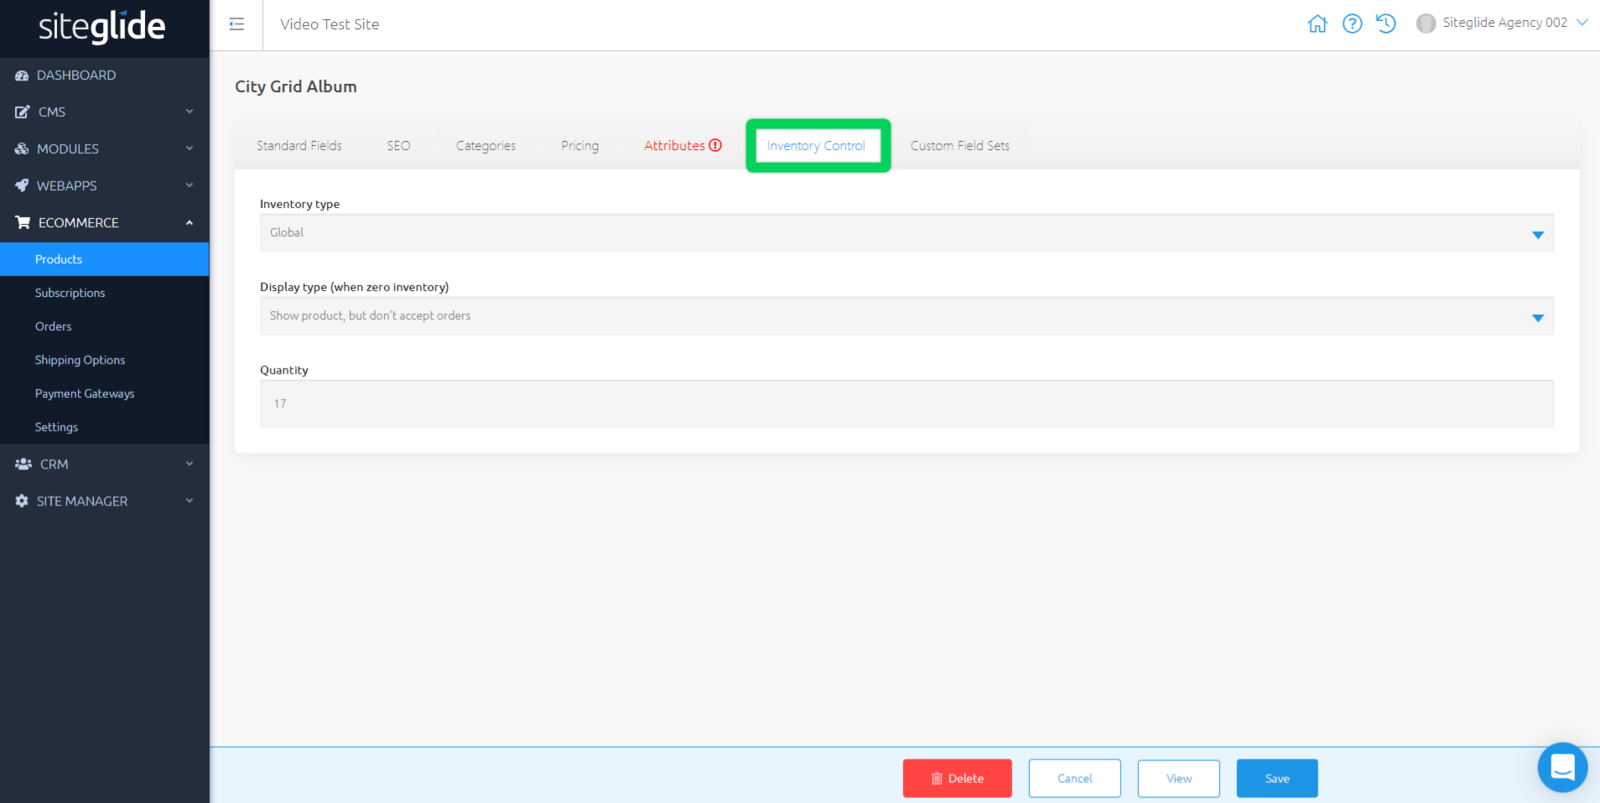 siteglide
Video Test Site
Siteglide Agency 002
DASHBOARD
CMS
MODULES
WEBAPPS
ECOMMERCE
Products
Subscriptions
Orders
Shipping Options
Payment Gateways
Settings
CRM
SITE MANAGER
City Grid Album
Standard Fields
SEO
Categories
Pricing
Attributes
Inventory Control
Custom Field Sets
Inventory type
Global
Display type (when zero inventory)
Show product, but don't accept orders
Quantity
17
Delete
Cancel
View
Save